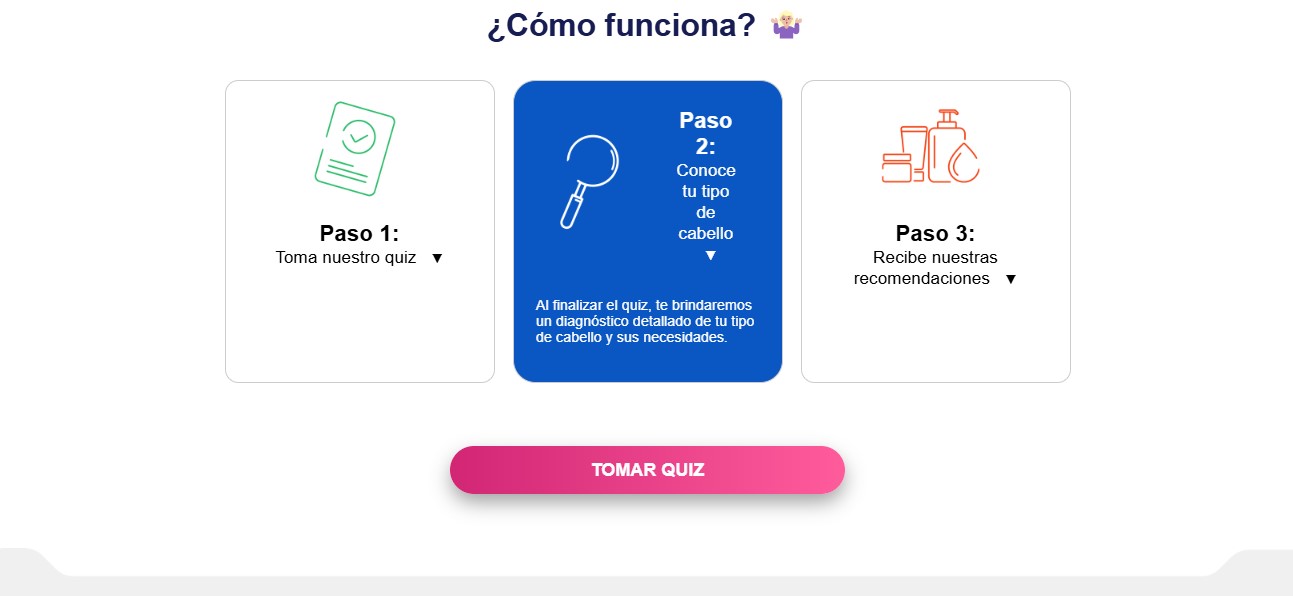 ¿Cómo funciona? 🤷🏼‍♀️
Paso 1:
Toma nuestro quiz ▼
Paso
2:
Conoce
tu tipo
de
cabello
▼
Al finalizar el quiz, te brindaremos
un diagnóstico detallado de tu tipo
de cabello y sus necesidades.
Paso 3:
Recibe nuestras
recomendaciones ▼
TOMAR QUIZ